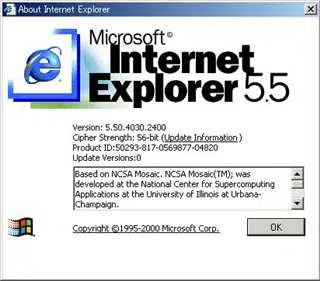 About Internet Explorer
Microsoft®
Internet
Explorer 5.5
Version: 5.50.4030.2400
Cipher Strength: 56-bit (Update Information )
Product ID:50293-817-0569877-04820
Update Versions:0
Based on NCSA Mosaic. NCSA Mosaic(TM); was
developed at the National Center for Supercomputing
Applications at the University of Illinois at Urbana-
Champaign.
Copyright ©1995-2000 Microsoft Corp.
OK